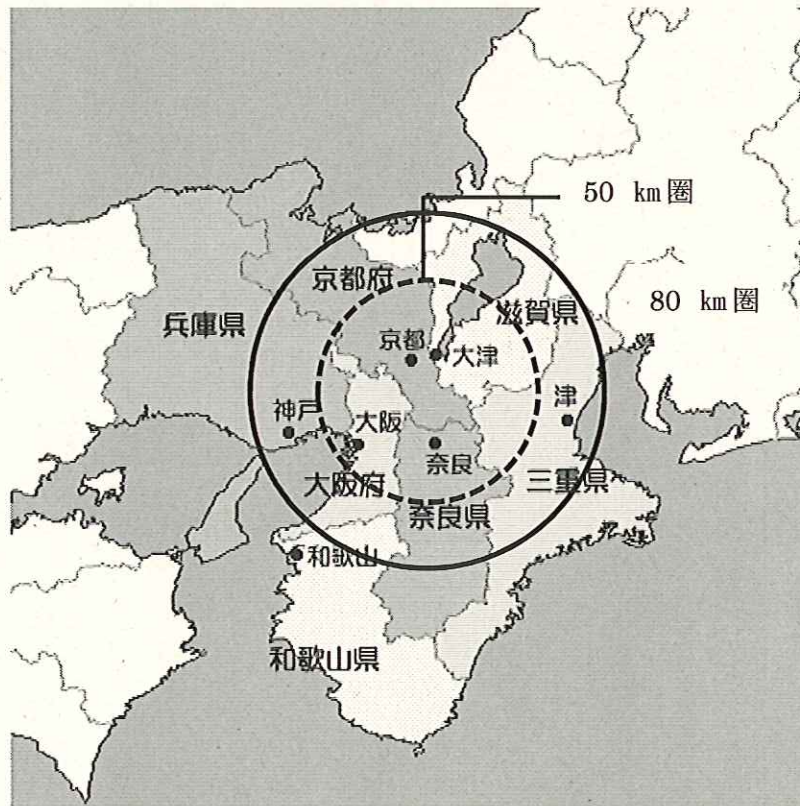 50 km圏
京都府
滋賀県
80 km圏
兵庫県
京都
大津
神戸
大阪
津
奈良
大阪府
三重県
奈良県
和歌山
和歌山県